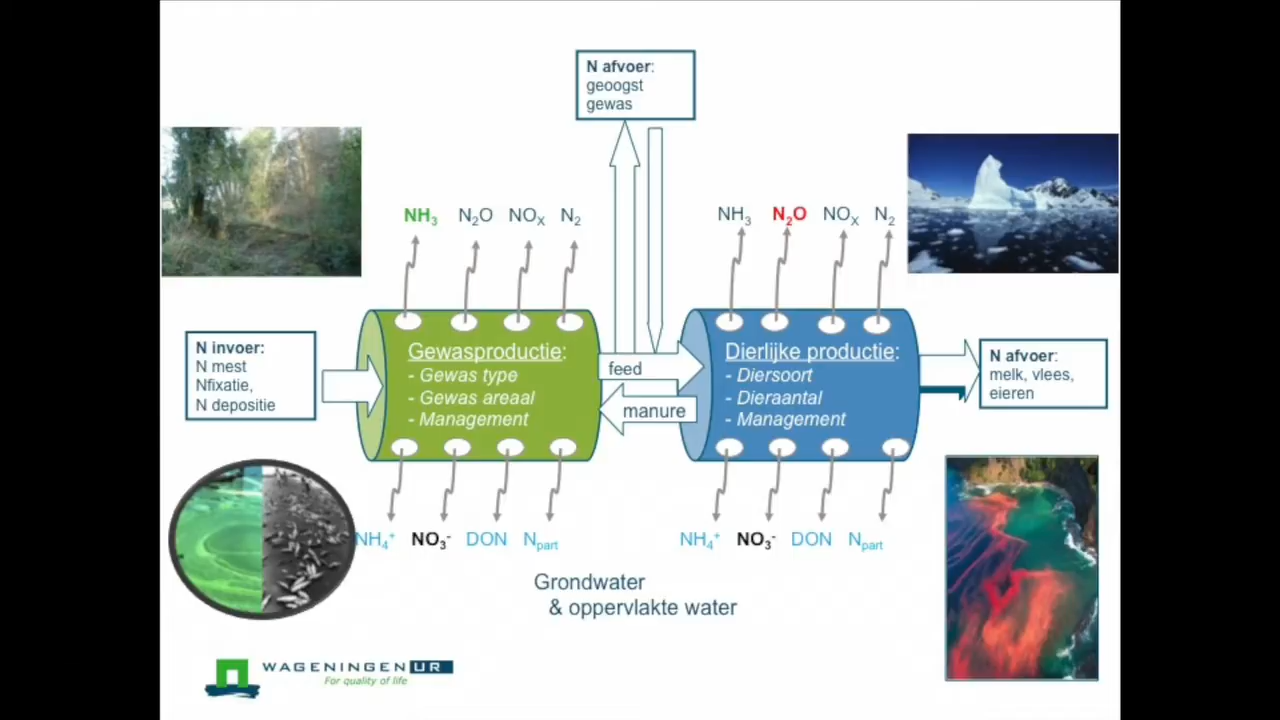 N afvoer:
geoogst
gewas
NH₃ N₂O NOₓ N₂
NH₃ N₂O NOₓ N₂
N invoer:
N mest
Nfixatie,
N depositie
Gewasproductie:
- Gewas type
- Gewas areaal
- Management
feed
manure
Dierlijke productie:
- Diersoort
- Dieraantal
- Management
N afvoer:
melk, vlees,
eieren
NH₄⁺ NO₃⁻ DON Npart
NH₄⁺ NO₃⁻ DON Npart
Grondwater
& oppervlakte water
WAGENINGEN UR
For quality of life